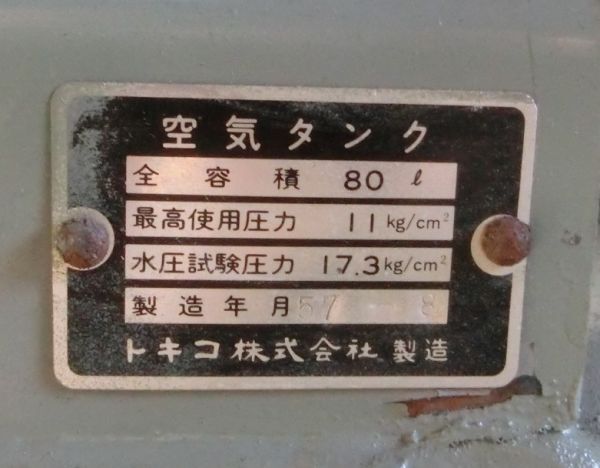 空気タンク
全容積 80 ℓ
最高使用圧力 11 kg/cm²
水圧試験圧力 17.3 kg/cm²
製造年月 57 - 8
トキコ株式会社 製造